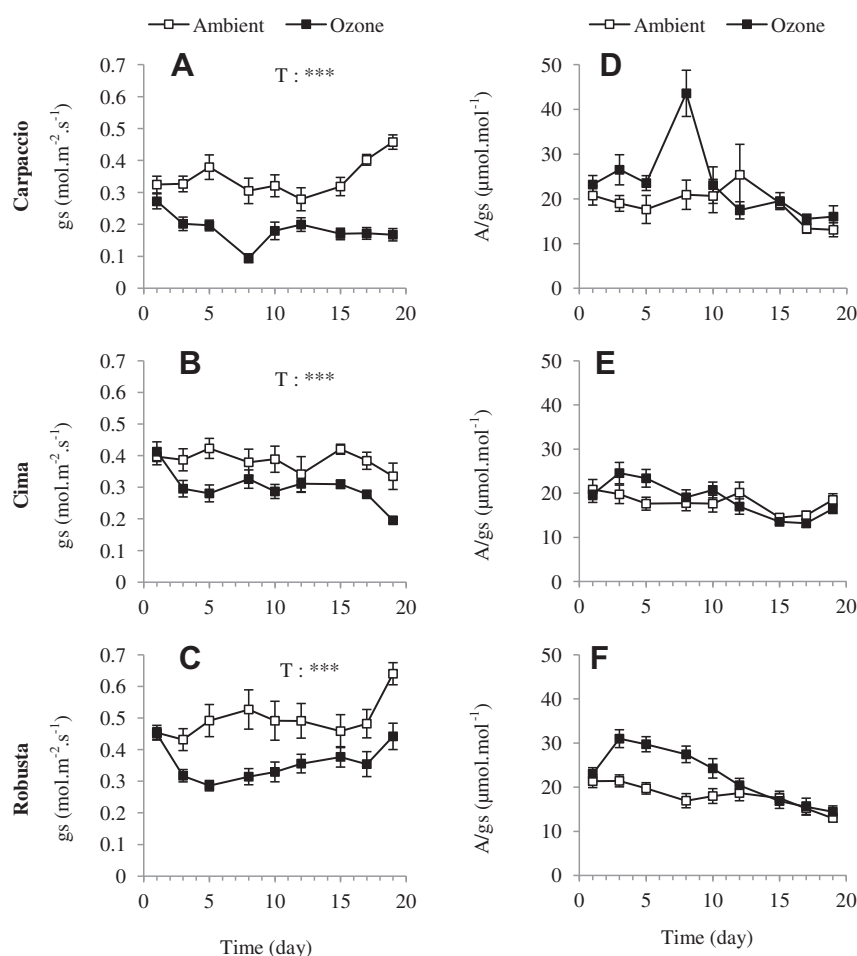 Ambient Ozone
Ambient Ozone
Carpaccio
gs (mol.m⁻².s⁻¹)
A
T : ***
0.7
0.6
0.5
0.4
0.3
0.2
0.1
0
0 5 10 15 20
D
A/gs (µmol.mol⁻¹)
50
40
30
20
10
0
0 5 10 15 20
Cima
gs (mol.m⁻².s⁻¹)
B
T : ***
0.7
0.6
0.5
0.4
0.3
0.2
0.1
0
0 5 10 15 20
E
A/gs (µmol.mol⁻¹)
50
40
30
20
10
0
0 5 10 15 20
Robusta
gs (mol.m⁻².s⁻¹)
C
T : ***
0.7
0.6
0.5
0.4
0.3
0.2
0.1
0
0 5 10 15 20
Time (day)
F
A/gs (µmol.mol⁻¹)
50
40
30
20
10
0
0 5 10 15 20
Time (day)